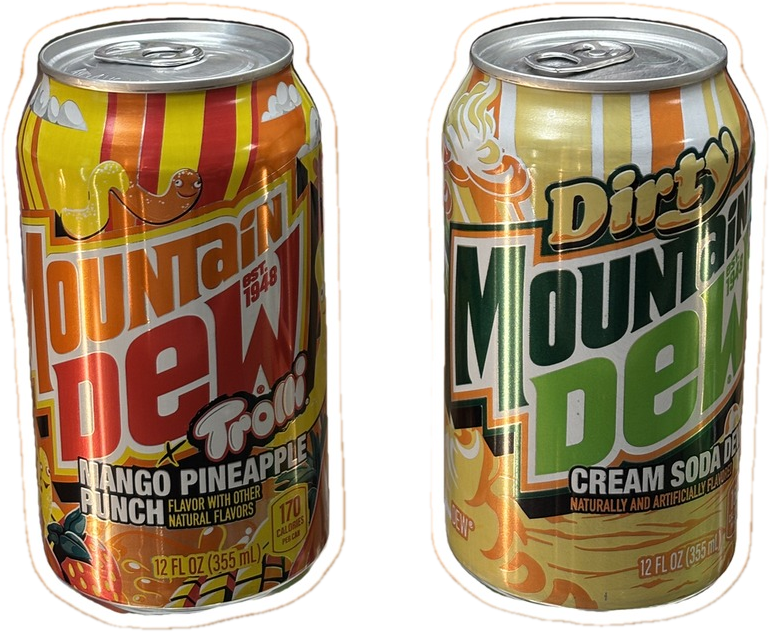 MOUNTAIN
DEW
EST.
1948
x Trolli
MANGO PINEAPPLE
PUNCH FLAVOR WITH OTHER
NATURAL FLAVORS
170
CALORIES
PER CAN
12 FL OZ (355 mL)
Dirty
MOUNTAIN
DEW
EST.
CREAM SODA
NATURALLY AND ARTIFICIALLY
12 FL OZ (355 mL)